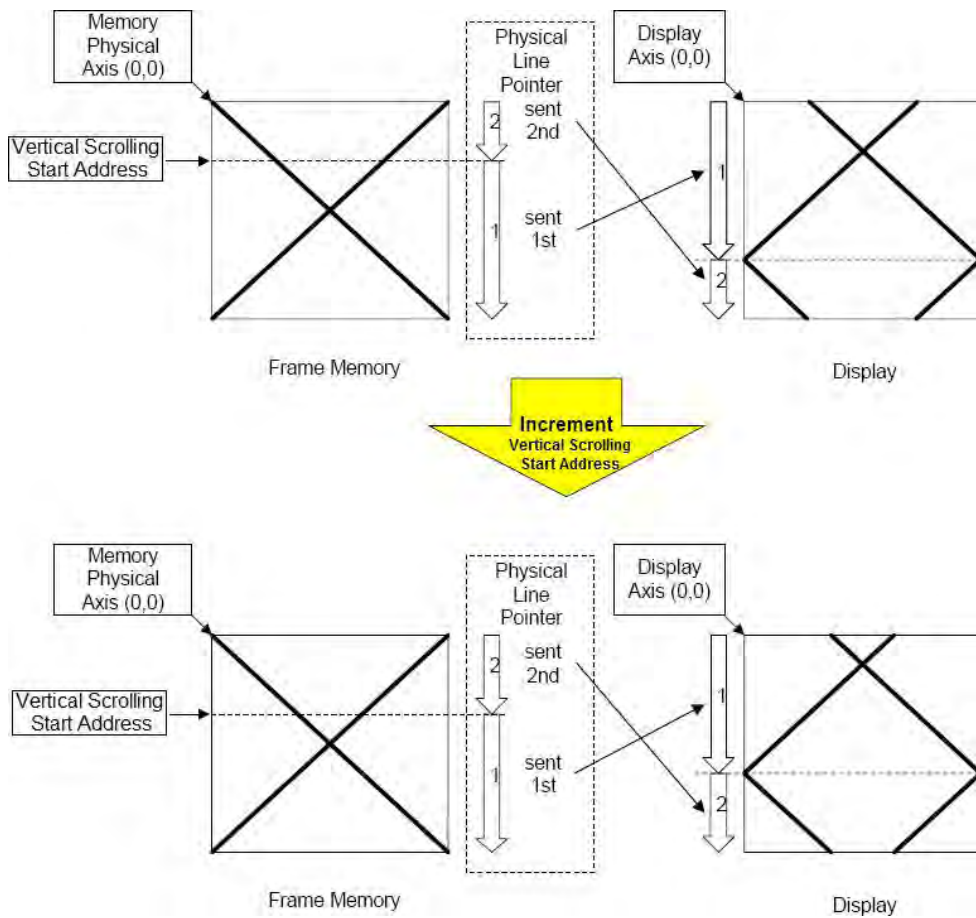 Memory
Physical
Axis (0,0)
Physical
Line
Pointer
Display
Axis (0,0)
Vertical Scrolling
Start Address
2
sent
2nd
1
sent
1st
1
2
Frame Memory
Display
Increment
Vertical Scrolling
Start Address
Memory
Physical
Axis (0,0)
Physical
Line
Pointer
Display
Axis (0,0)
Vertical Scrolling
Start Address
2
sent
2nd
1
sent
1st
1
2
Frame Memory
Display